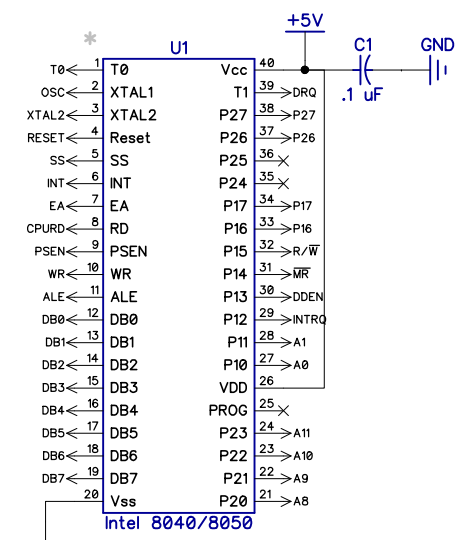 *
+5V
U1
C1
GND
T0 1 T0 Vcc 40
OSC 2 XTAL1 T1 39 DRQ
.1 uF
XTAL2 3 XTAL2 P27 38 P27
RESET 4 Reset P26 37 P26
SS 5 SS P25 36
INT 6 INT P24 35
EA 7 EA P17 34 P17
CPURD 8 RD P16 33 P16
PSEN 9 PSEN P15 32 R/W̅
WR 10 WR P14 31 M̅R̅
ALE 11 ALE P13 30 DDEN
DB0 12 DB0 P12 29 INTRQ
DB1 13 DB1 P11 28 A1
DB2 14 DB2 P10 27 A0
DB3 15 DB3 VDD 26
DB4 16 DB4 PROG 25
DB5 17 DB5 P23 24 A11
DB6 18 DB6 P22 23 A10
DB7 19 DB7 P21 22 A9
20 Vss P20 21 A8
Intel 8040/8050